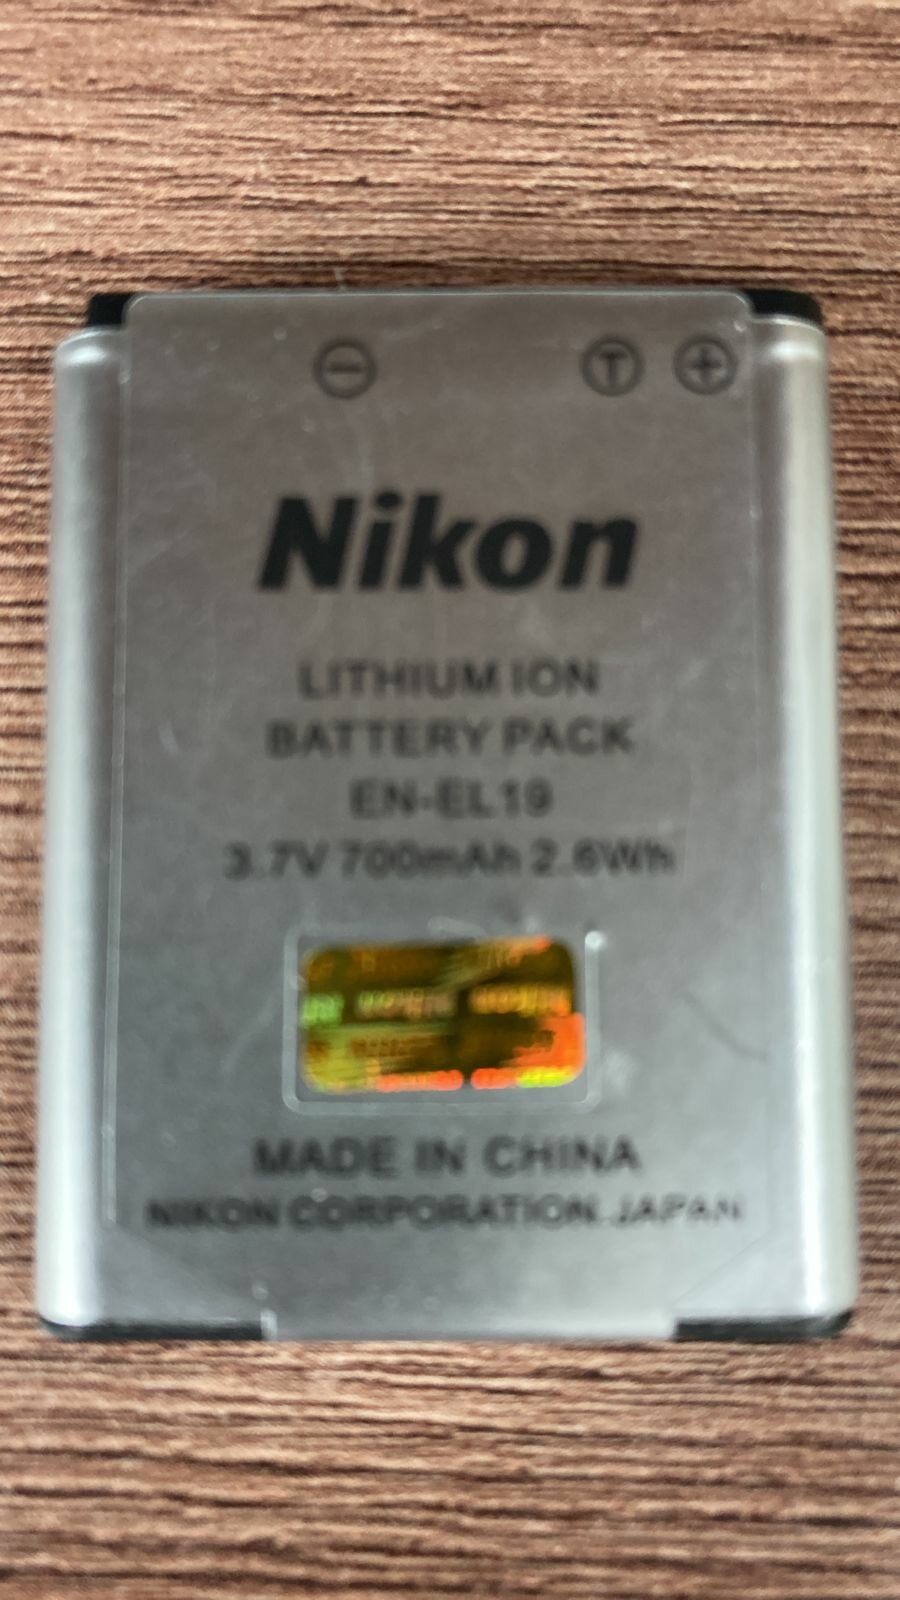 − T +
Nikon
LITHIUM ION
BATTERY PACK
EN-EL19
3.7V 700mAh 2.6Wh
MADE IN CHINA
NIKON CORPORATION JAPAN